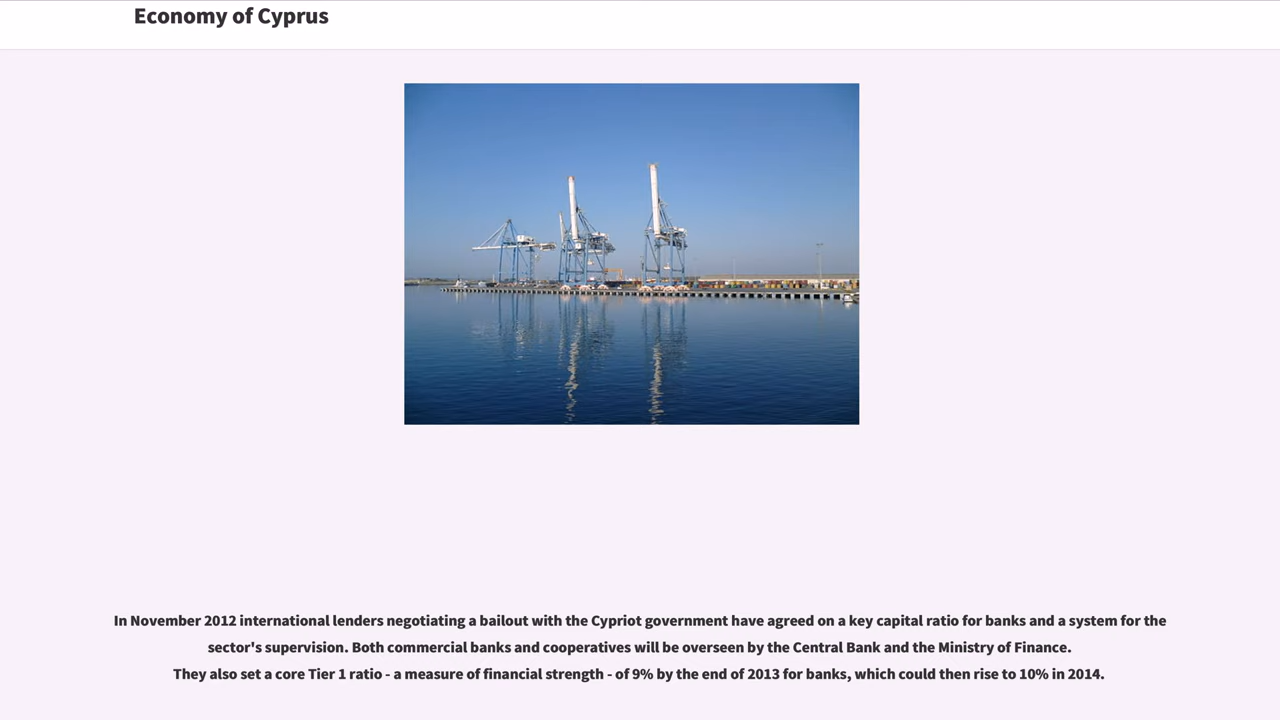 Economy of Cyprus
In November 2012 international lenders negotiating a bailout with the Cypriot government have agreed on a key capital ratio for banks and a system for the
sector's supervision. Both commercial banks and cooperatives will be overseen by the Central Bank and the Ministry of Finance.
They also set a core Tier 1 ratio - a measure of financial strength - of 9% by the end of 2013 for banks, which could then rise to 10% in 2014.